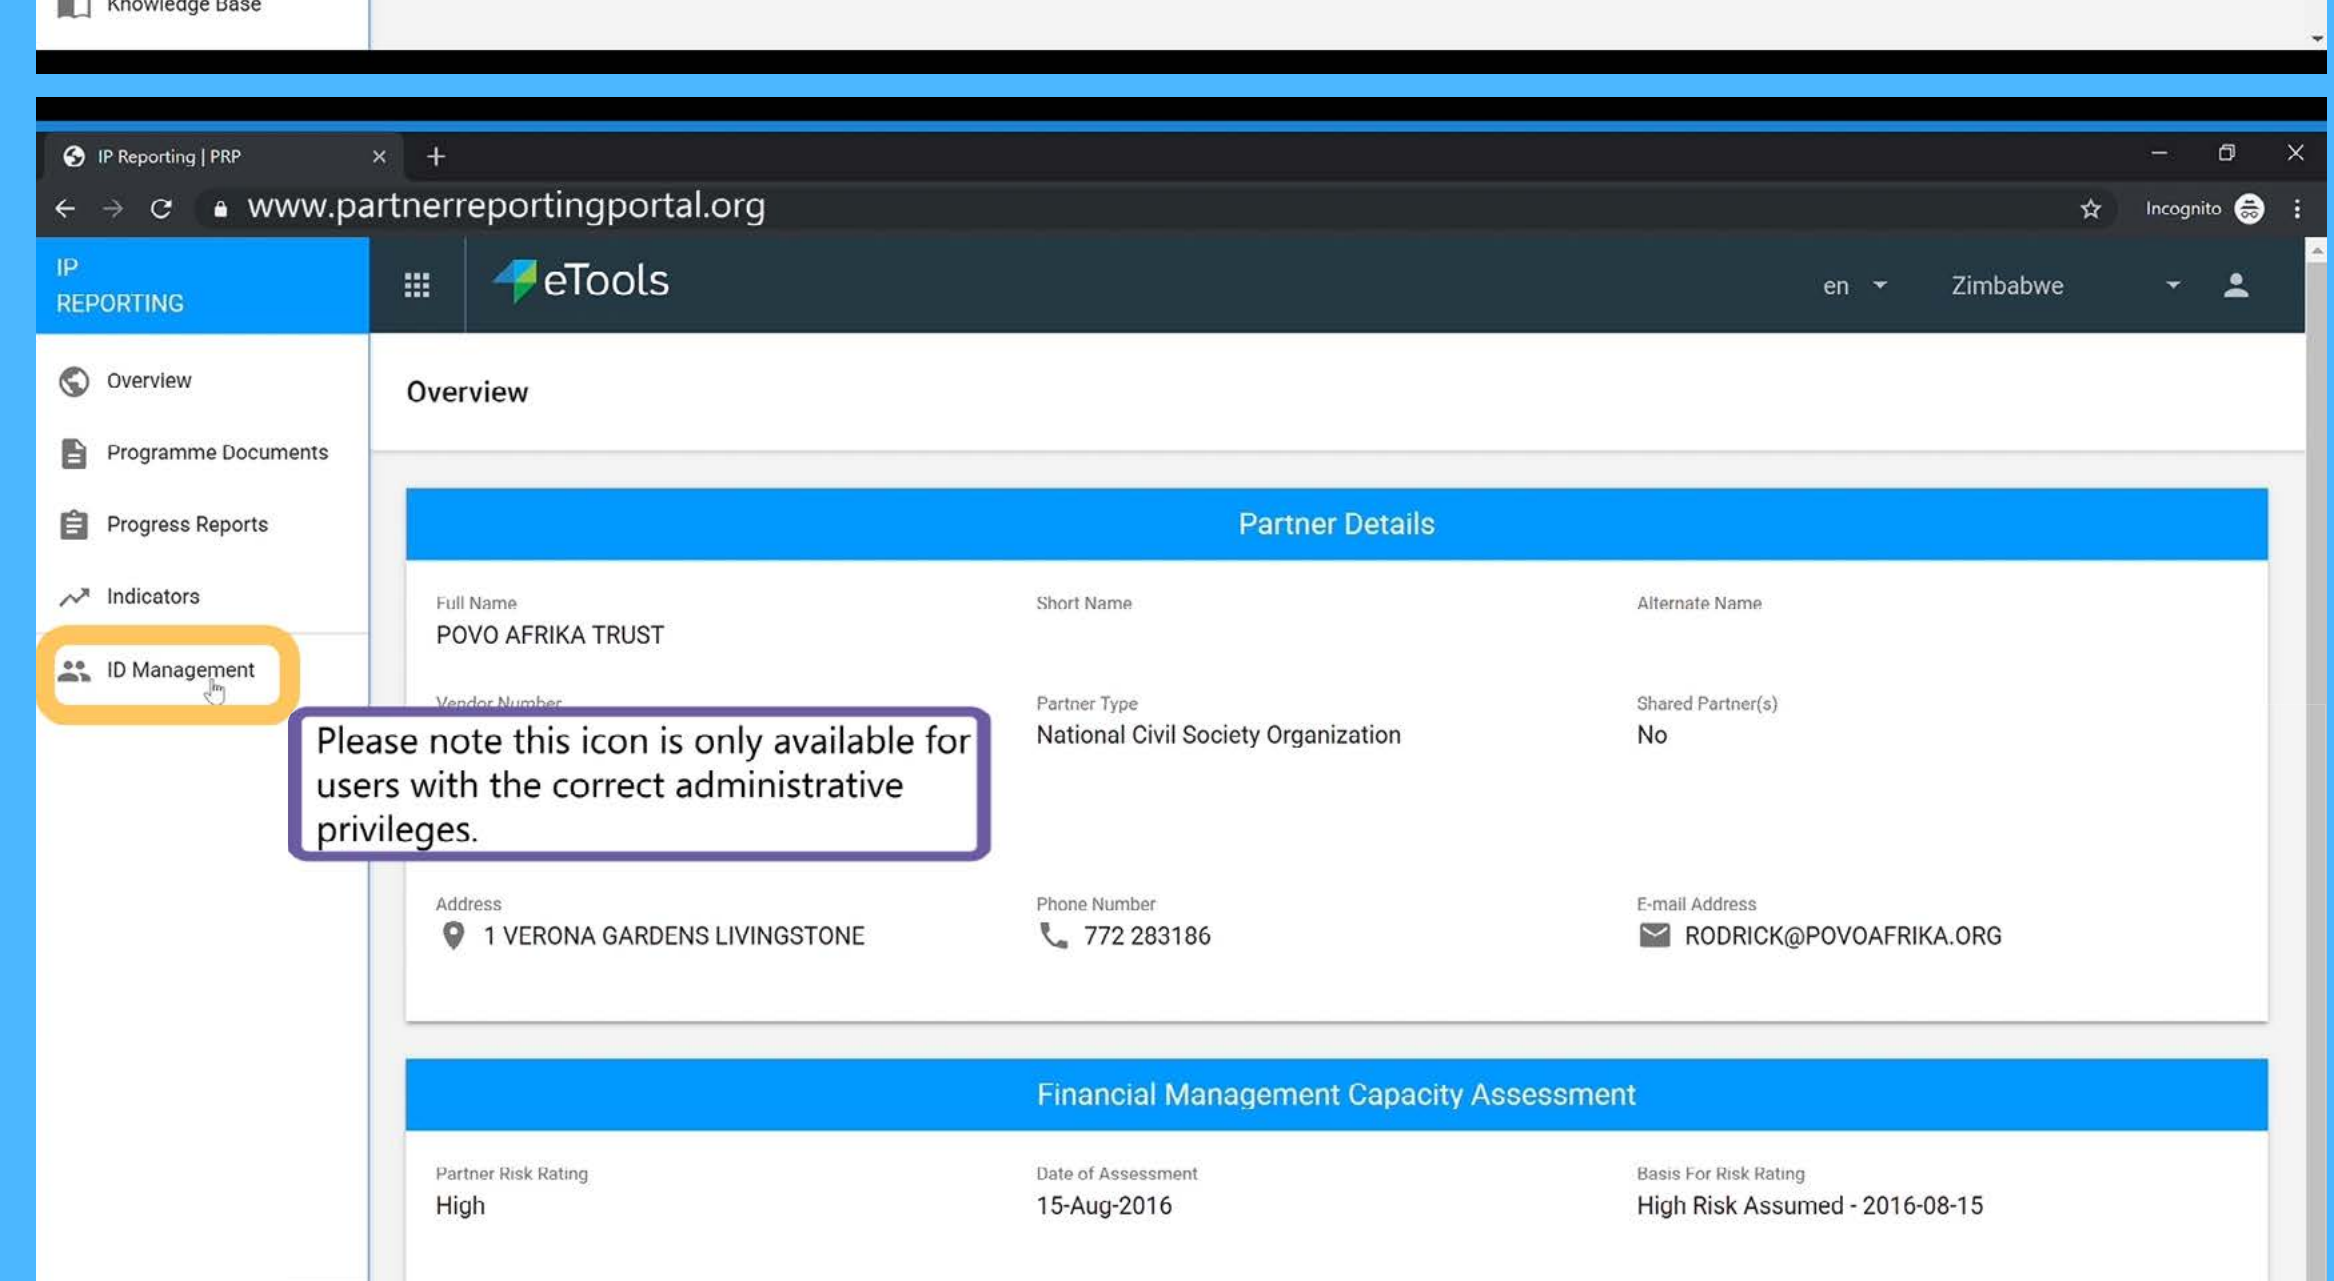 Knowledge Base
IP Reporting | PRP
www.partnerreportingportal.org
Incognito
IP
REPORTING
eTools
en
Zimbabwe
Overview
Programme Documents
Progress Reports
Indicators
ID Management
Overview
Partner Details
Full Name
POVO AFRIKA TRUST
Short Name
Alternate Name
Vendor Number
Partner Type
National Civil Society Organization
Shared Partner(s)
No
Please note this icon is only available for
users with the correct administrative
privileges.
Address
1 VERONA GARDENS LIVINGSTONE
Phone Number
772 283186
E-mail Address
RODRICK@POVOAFRIKA.ORG
Financial Management Capacity Assessment
Partner Risk Rating
High
Date of Assessment
15-Aug-2016
Basis For Risk Rating
High Risk Assumed - 2016-08-15